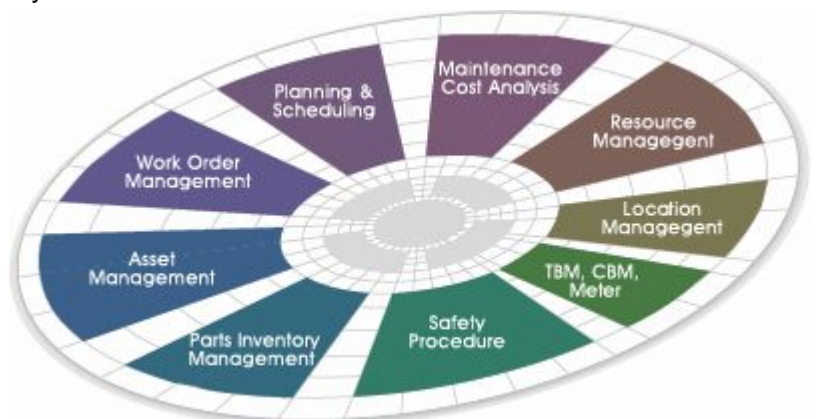 Planning &
Scheduling
Maintenance
Cost Analysis
Resource
Managegent
Location
Managegent
TBM, CBM,
Meter
Safety
Procedure
Parts Inventory
Management
Asset
Management
Work Order
Management